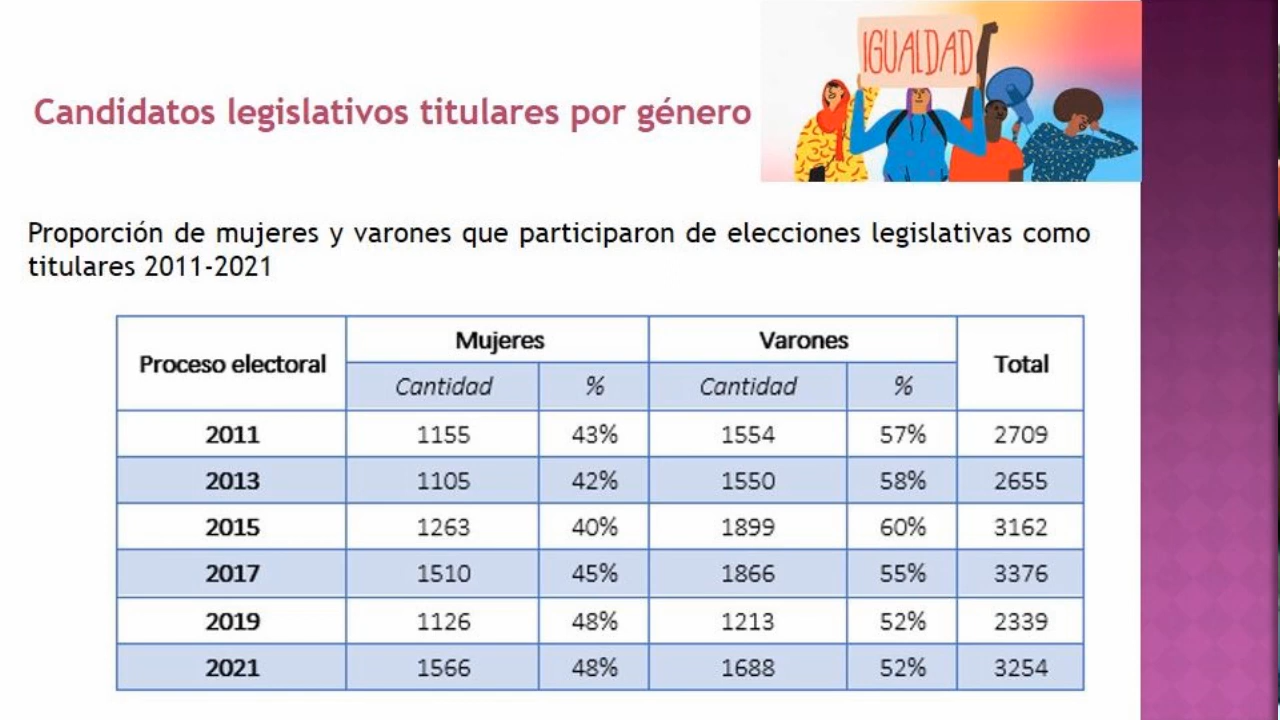 IGUALDAD
Candidatos legislativos titulares por género
Proporción de mujeres y varones que participaron de elecciones legislativas como
titulares 2011-2021
Proceso electoral Mujeres Varones Total
Cantidad % Cantidad %
2011 1155 43% 1554 57% 2709
2013 1105 42% 1550 58% 2655
2015 1263 40% 1899 60% 3162
2017 1510 45% 1866 55% 3376
2019 1126 48% 1213 52% 2339
2021 1566 48% 1688 52% 3254